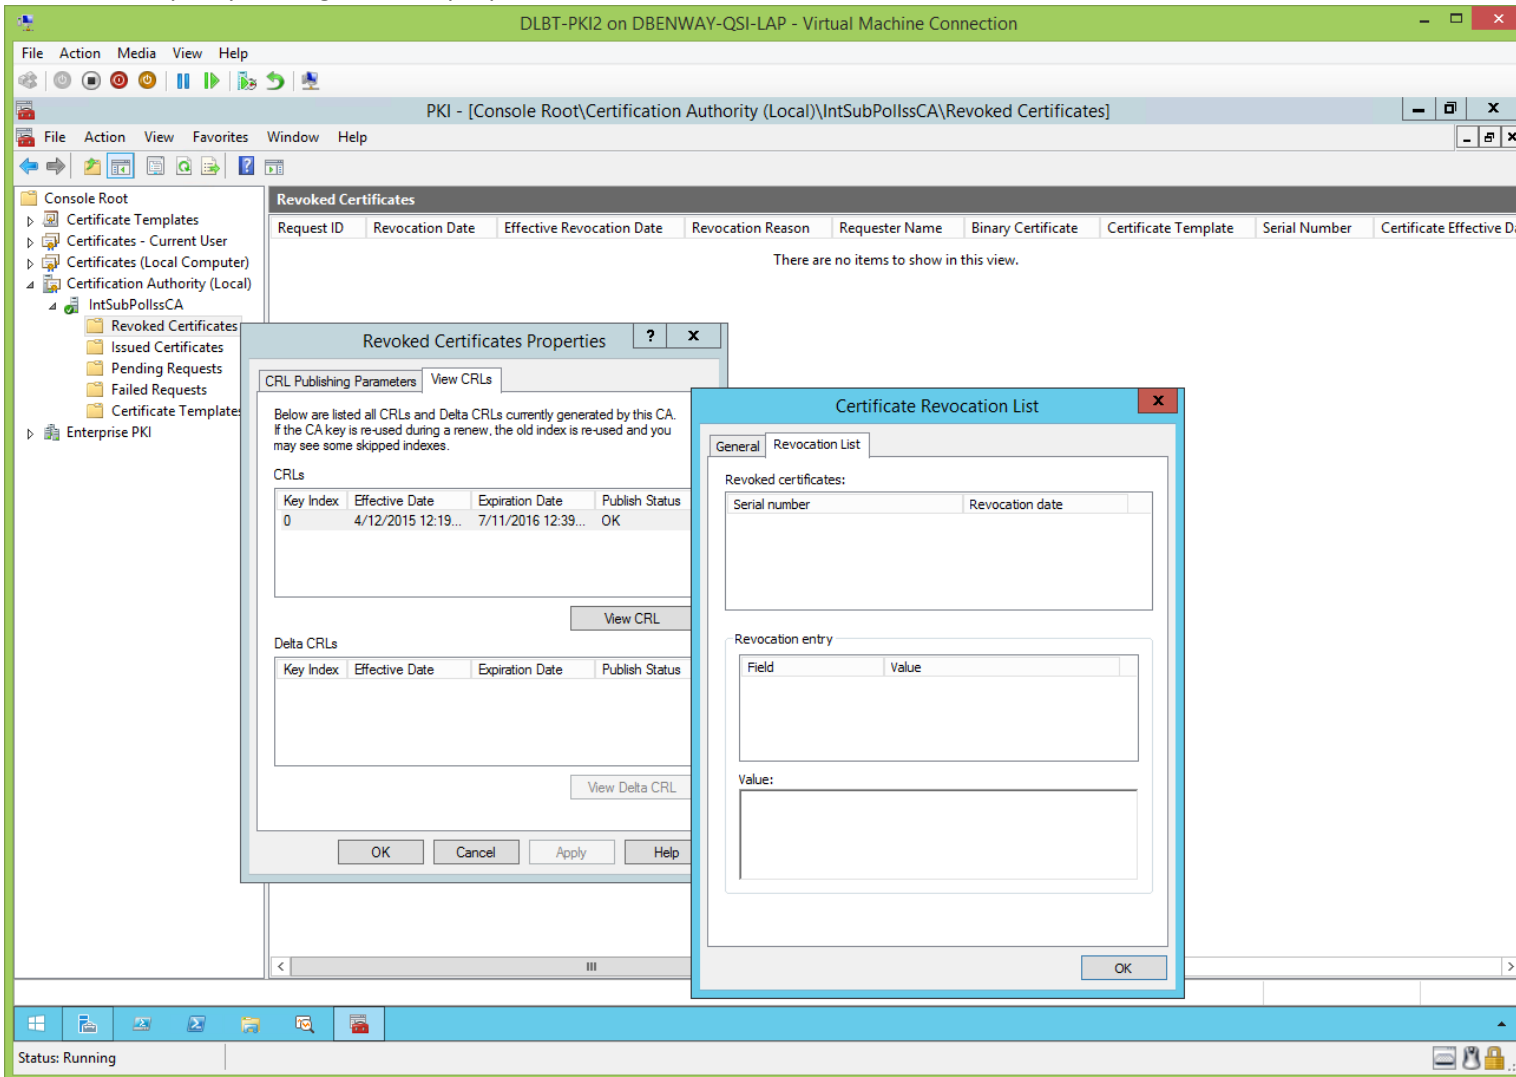 DLBT-PKI2 on DBENWAY-QSI-LAP - Virtual Machine Connection
File Action Media View Help
PKI - [Console Root\Certification Authority (Local)\IntSubPolIssCA\Revoked Certificates]
File Action View Favorites Window Help
Console Root
Certificate Templates
Certificates - Current User
Certificates (Local Computer)
Certification Authority (Local)
IntSubPolIssCA
Revoked Certificates
Issued Certificates
Pending Requests
Failed Requests
Certificate Templates
Enterprise PKI
Revoked Certificates
Request ID Revocation Date Effective Revocation Date Revocation Reason Requester Name Binary Certificate Certificate Template Serial Number Certificate Effective D
There are no items to show in this view.
Revoked Certificates Properties
CRL Publishing Parameters View CRLs
Below are listed all CRLs and Delta CRLs currently generated by this CA.
If the CA key is re-used during a renew, the old index is re-used and you
may see some skipped indexes.
CRLs
Key Index Effective Date Expiration Date Publish Status
0 4/12/2015 12:19... 7/11/2016 12:39... OK
View CRL
Delta CRLs
Key Index Effective Date Expiration Date Publish Status
View Delta CRL
OK Cancel Apply Help
Certificate Revocation List
General Revocation List
Revoked certificates:
Serial number Revocation date
Revocation entry
Field Value
Value:
OK
Status: Running